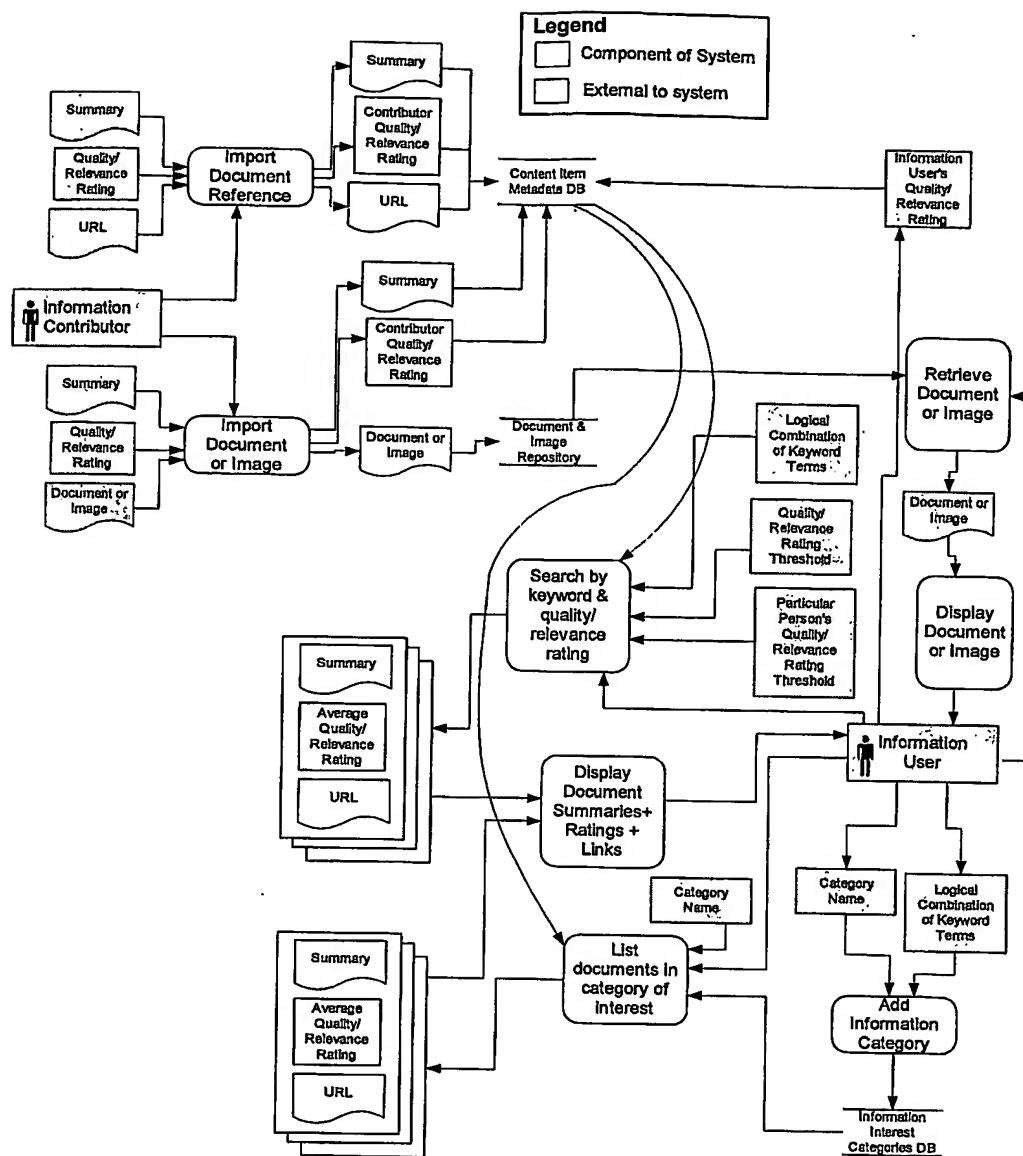 Legend
Component of System
External to system
Summary
Quality/
Relevance
Rating
URL
Import
Document
Reference
Summary
Contributor
Quality/
Relevance
Rating
URL
Content Item
Metadate DB
Information
User's
Quality/
Relevance
Rating
Information
Contributor
Summary
Quality/
Relevance
Rating
Document or
Image
Import
Document
or Image
Summary
Contributor
Quality/
Relevance
Rating
Document or
Image
Document &
Image
Repository
Logical
Combination
of Keyword
Terms
Quality/
Relevance
Rating
Threshold
Particular
Person's
Quality/
Relevance
Rating
Threshold
Retrieve
Document
or Image
Document or
Image
Display
Document
or Image
Search by
keyword &
quality/
relevance
rating
Summary
Average
Quality/
Relevance
Rating
URL
Information
User
Display
Document
Summaries+
Ratings +
Links
Category
Name
Category
Name
Logical
Combination
of Keyword
Terms
Summary
Average
Quality/
Relevance
Rating
URL
List
documents in
category of
interest
Add
Information
Category
Information
Interest
Categories DB